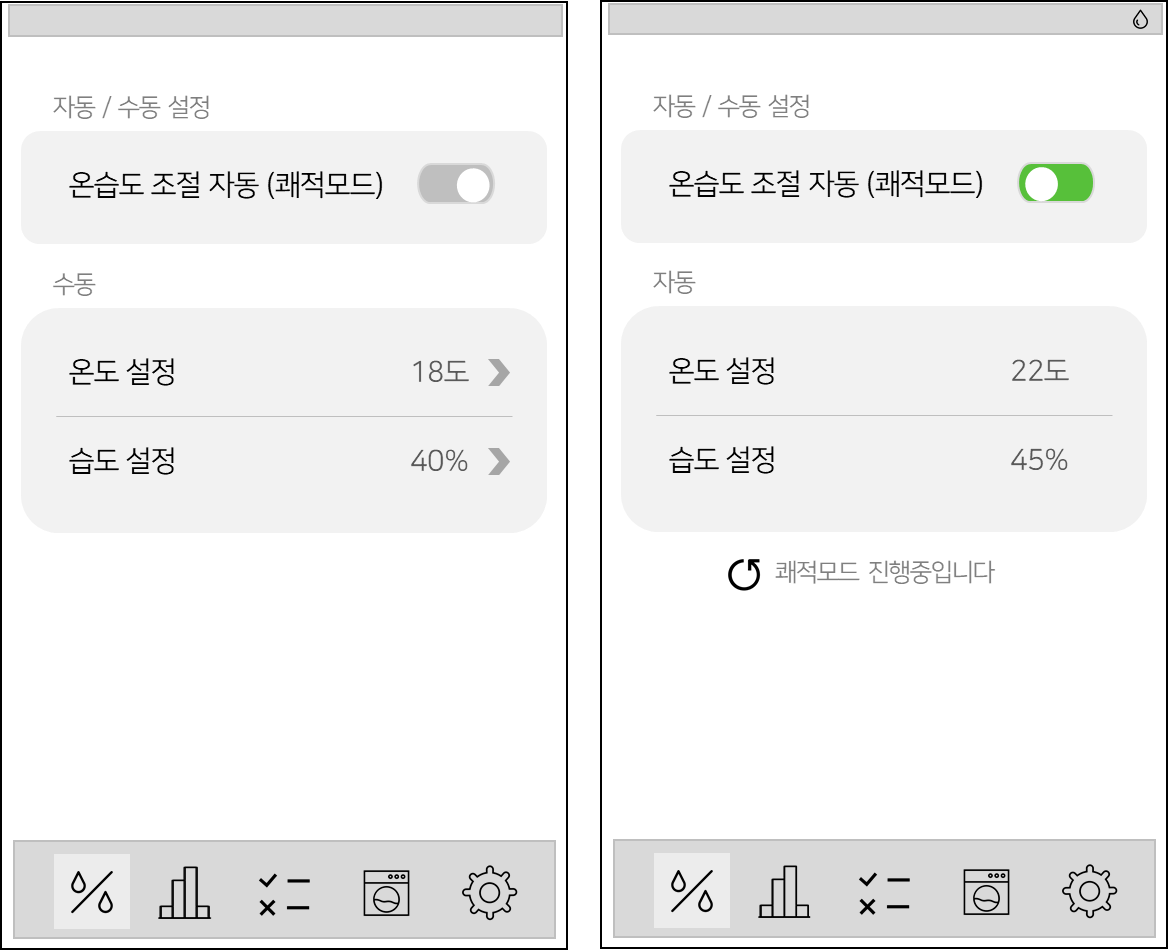 자동 / 수동 설정
온습도 조절 자동 (쾌적모드)
수동
온도 설정 18도
습도 설정 40%
자동 / 수동 설정
온습도 조절 자동 (쾌적모드)
자동
온도 설정 22도
습도 설정 45%
쾌적모드 진행중입니다